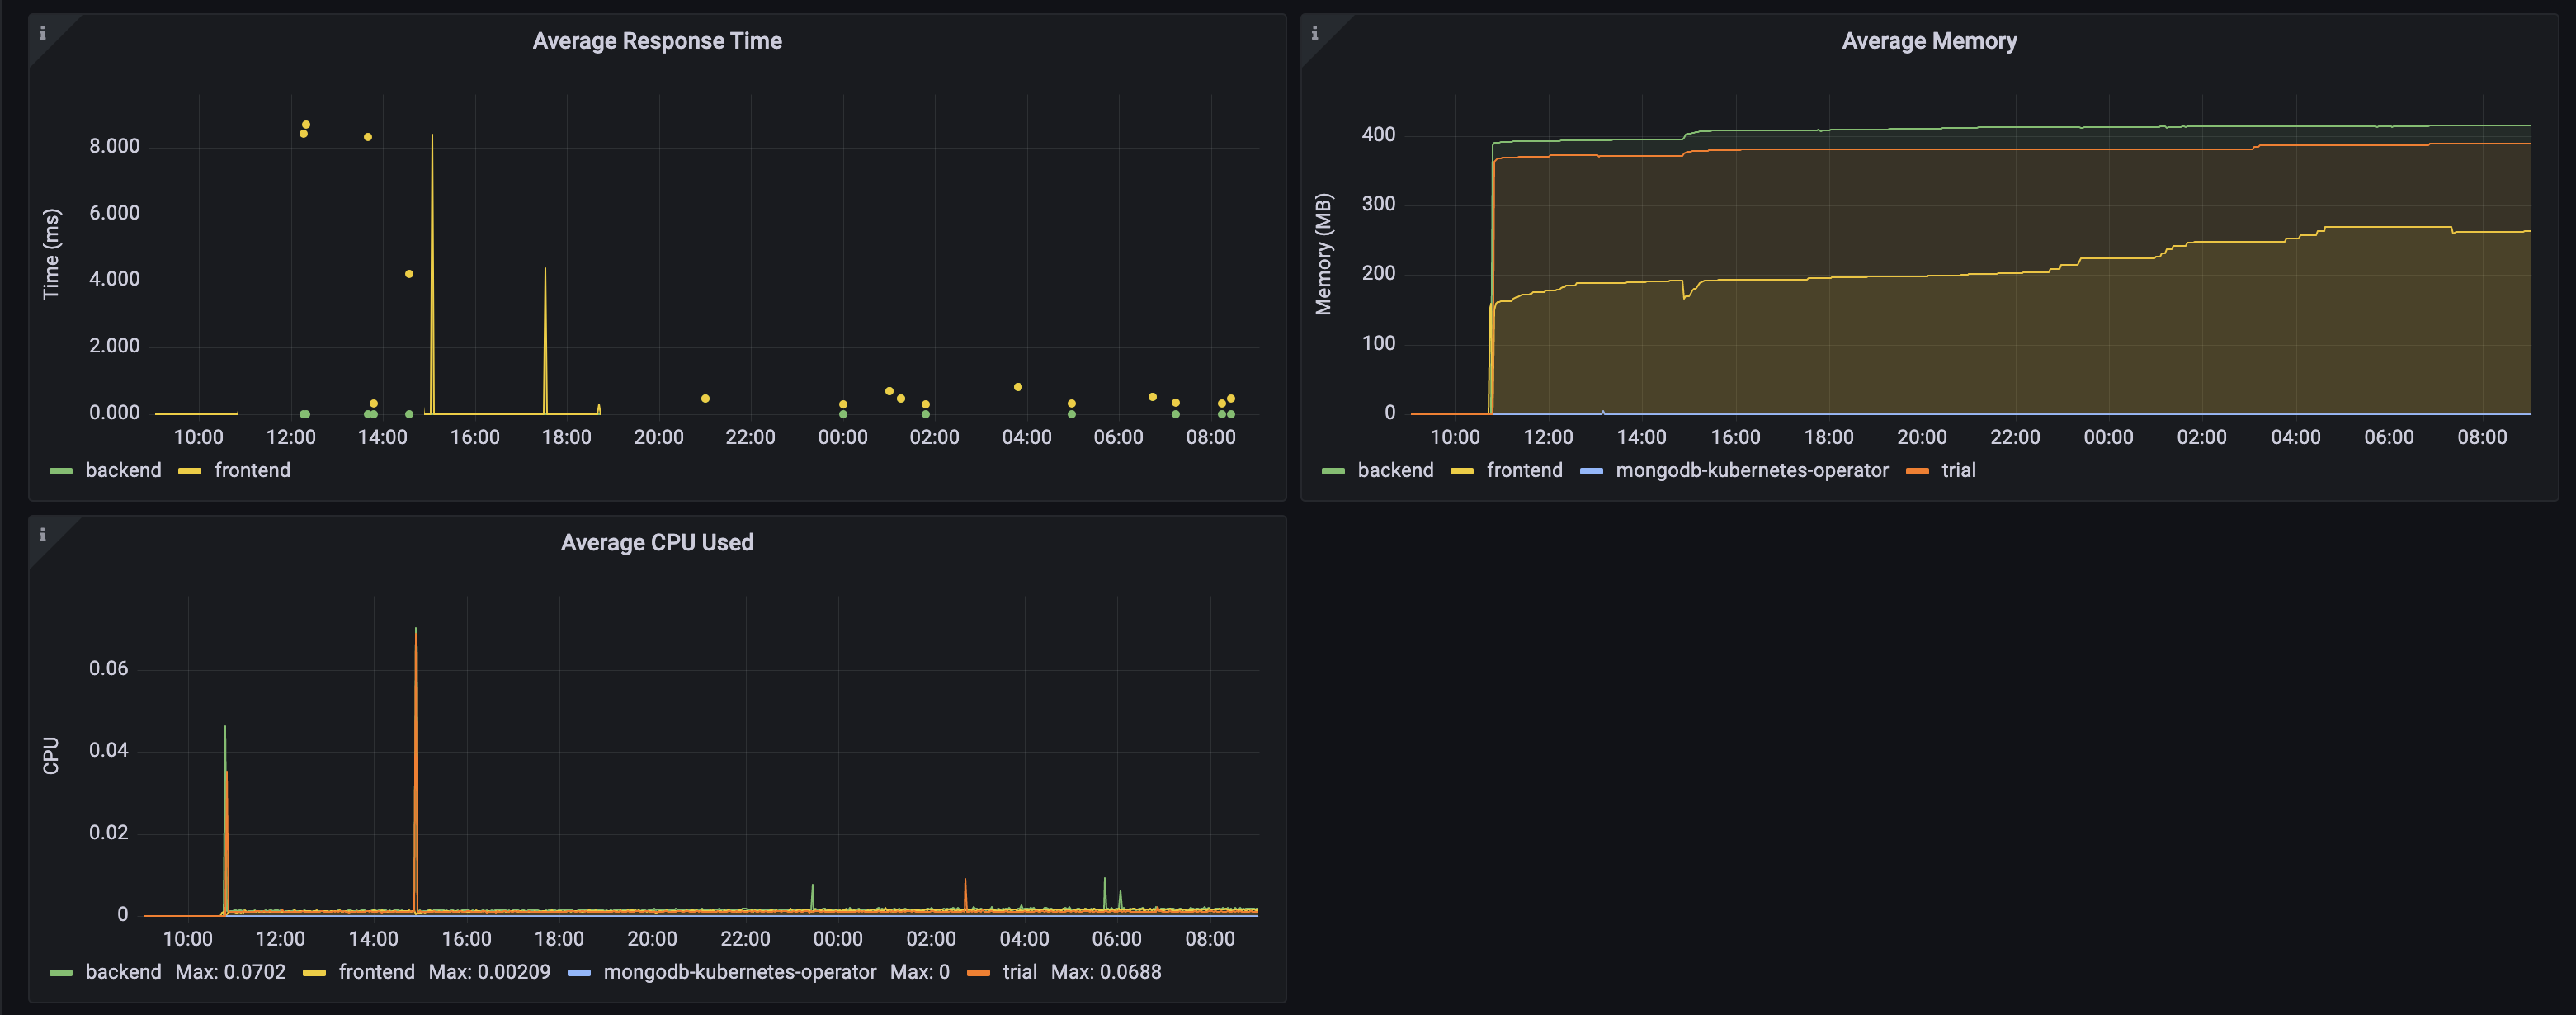 Average Response Time
Time (ms)
8.000
6.000
4.000
2.000
0.000
10:00 12:00 14:00 16:00 18:00 20:00 22:00 00:00 02:00 04:00 06:00 08:00
backend frontend
Average Memory
Memory (MB)
400
300
200
100
0
10:00 12:00 14:00 16:00 18:00 20:00 22:00 00:00 02:00 04:00 06:00 08:00
backend frontend mongodb-kubernetes-operator trial
Average CPU Used
CPU
0.06
0.04
0.02
0
10:00 12:00 14:00 16:00 18:00 20:00 22:00 00:00 02:00 04:00 06:00 08:00
backend Max: 0.0702 frontend Max: 0.00209 mongodb-kubernetes-operator Max: 0 trial Max: 0.0688